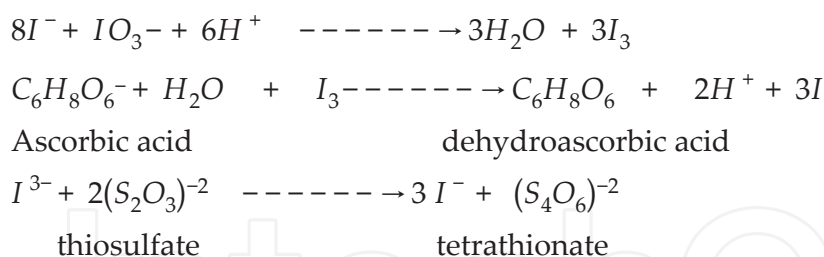 8I⁻ + IO₃- + 6H⁺ ------→ 3H₂O + 3I₃
C₆H₈O₆⁻ + H₂O + I₃------→ C₆H₈O₆ + 2H⁺ + 3I
Ascorbic acid dehydroascorbic acid
I³⁻ + 2(S₂O₃)⁻² ------→ 3 I⁻ + (S₄O₆)⁻²
thiosulfate tetrathionate